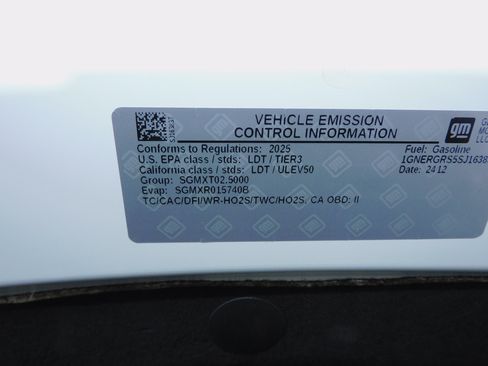 VEHICLE EMISSION
CONTROL INFORMATION
gm
Conforms to Regulations: 2025
Fuel: Gasoline
U.S. EPA class / stds: LDT / TIER3
California class / stds: LDT / ULEV50
Date: 2412
Group: SGMXT02.5000
Evap: SGMXR015740B
TC/CAC/DFI/WR-HO2S/TWC/HO2S, CA OBD: II